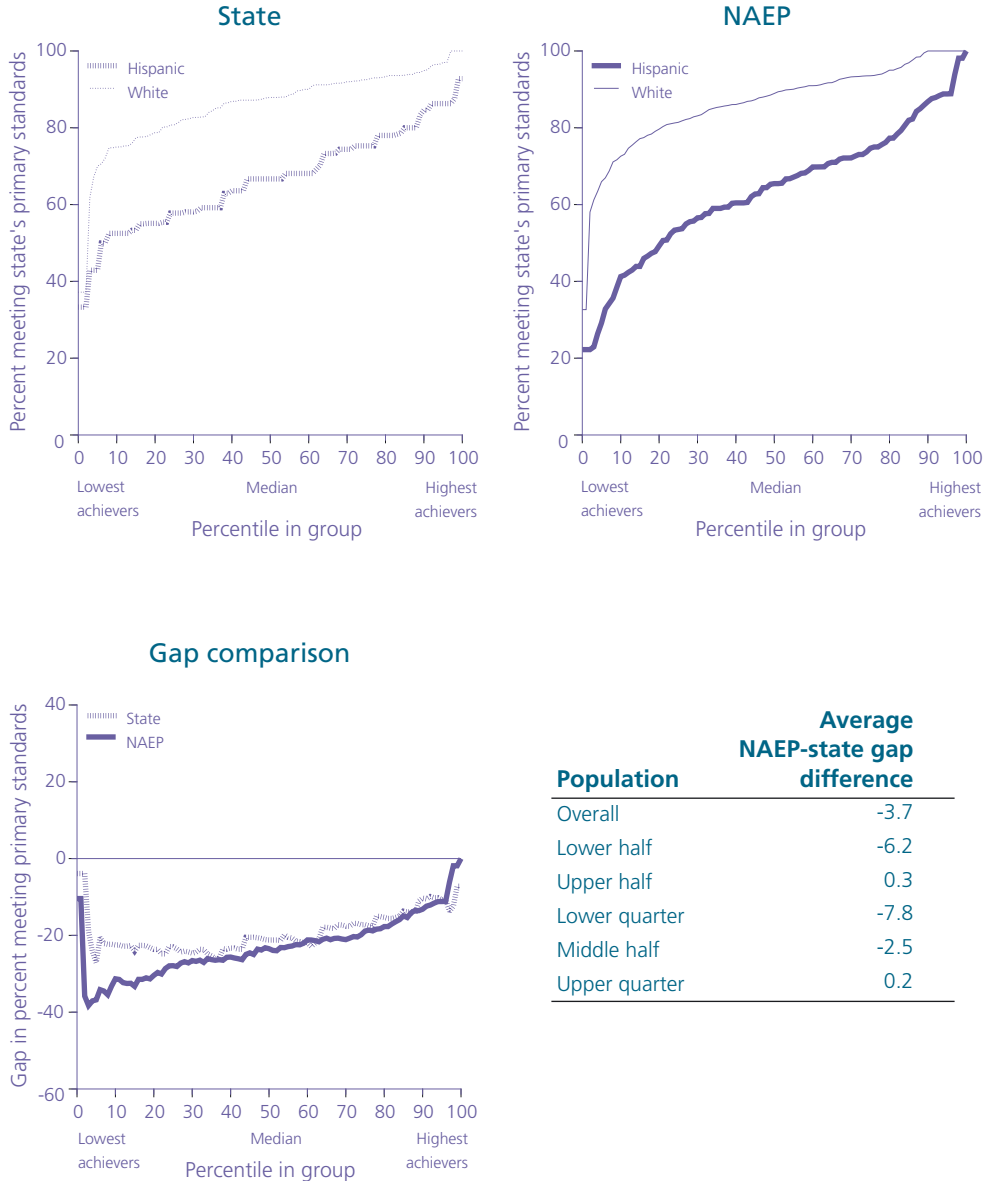 State
Percent meeting state's primary standards
100
80
60
40
20
0
Hispanic
White
0 10 20 30 40 50 60 70 80 90 100
Lowest achievers
Median
Highest achievers
Percentile in group
NAEP
Percent meeting state's primary standards
100
80
60
40
20
0
Hispanic
White
0 10 20 30 40 50 60 70 80 90 100
Lowest achievers
Median
Highest achievers
Percentile in group
Gap comparison
Gap in percent meeting primary standards
40
20
0
-20
-40
-60
State
NAEP
0 10 20 30 40 50 60 70 80 90 100
Lowest achievers
Median
Highest achievers
Percentile in group
Average
NAEP-state gap
Population difference
Overall -3.7
Lower half -6.2
Upper half 0.3
Lower quarter -7.8
Middle half -2.5
Upper quarter 0.2